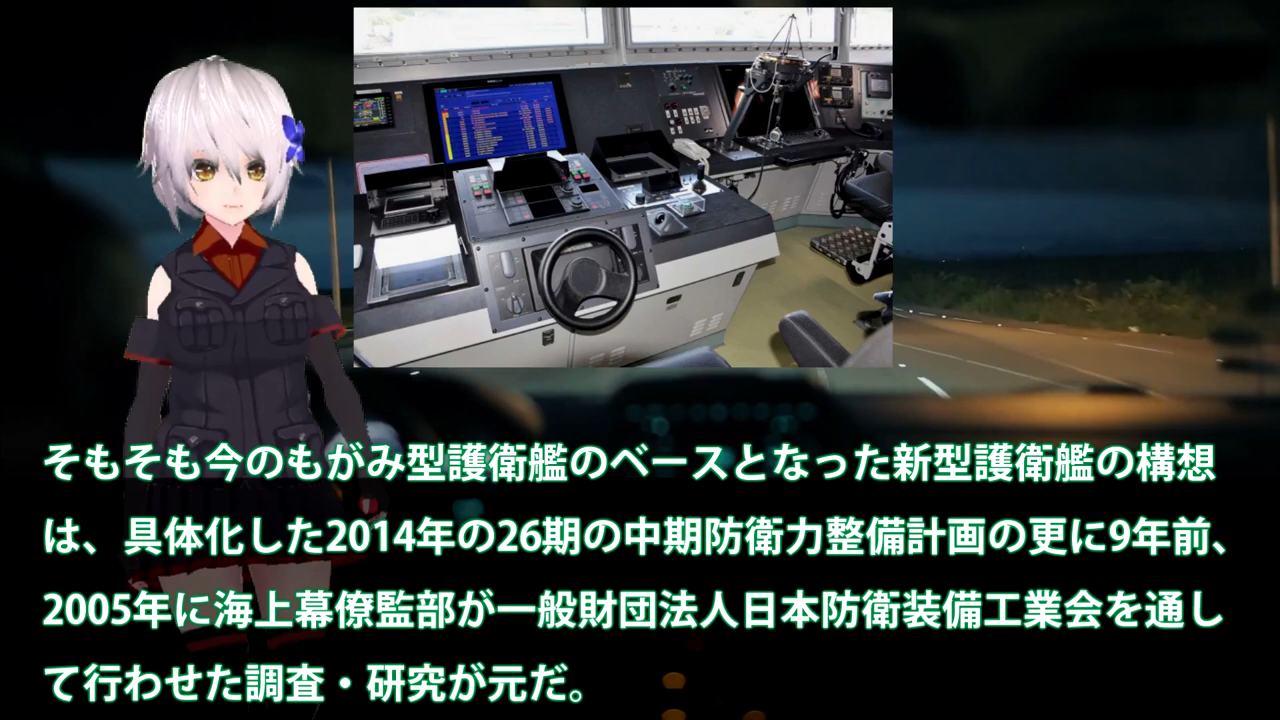 そもそも今のもがみ型護衛艦のベースとなった新型護衛艦の構想
は、具体化した2014年の26期の中期防衛力整備計画の更に9年前、
2005年に海上幕僚監部が一般財団法人日本防衛装備工業会を通し
て行わせた調査・研究が元だ。